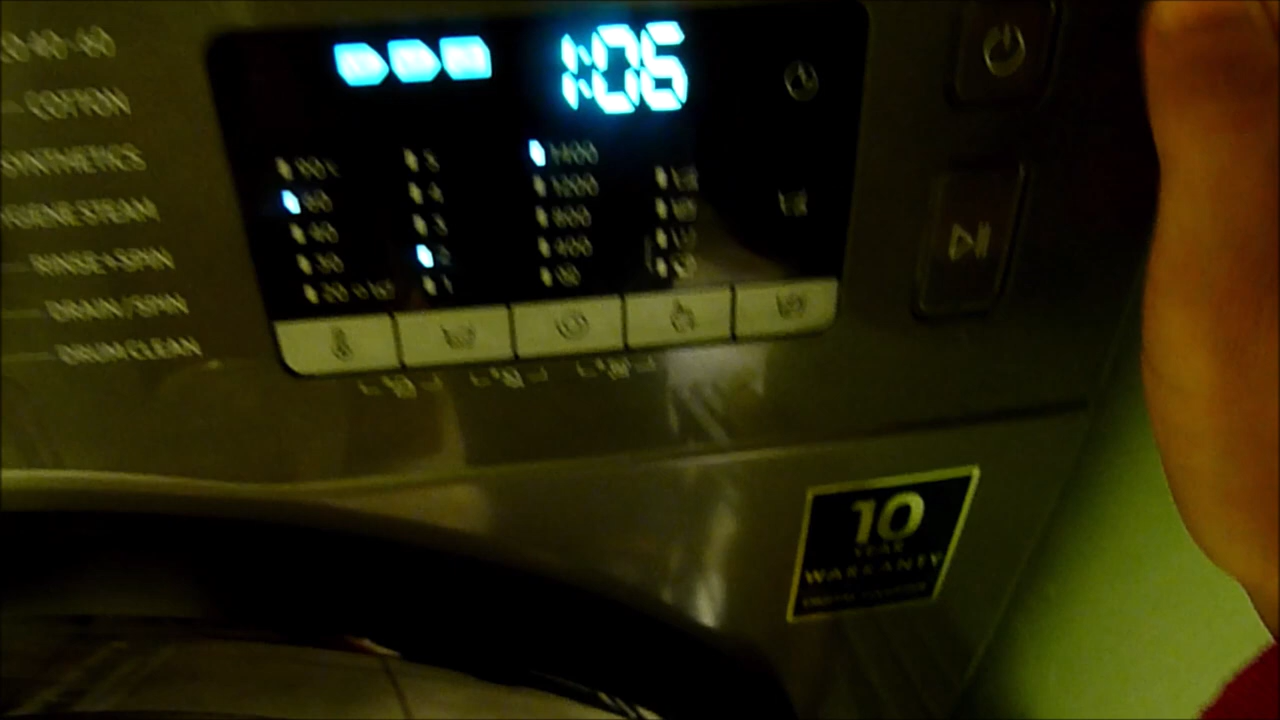 COTTON
SYNTHETICS
HYGIENE STEAM
RINSE+SPIN
DRAIN/SPIN
DRUM CLEAN
1:06
60
40
30
20
5
4
3
2
1
1400
1200
800
400
10
YEAR
WARRANTY